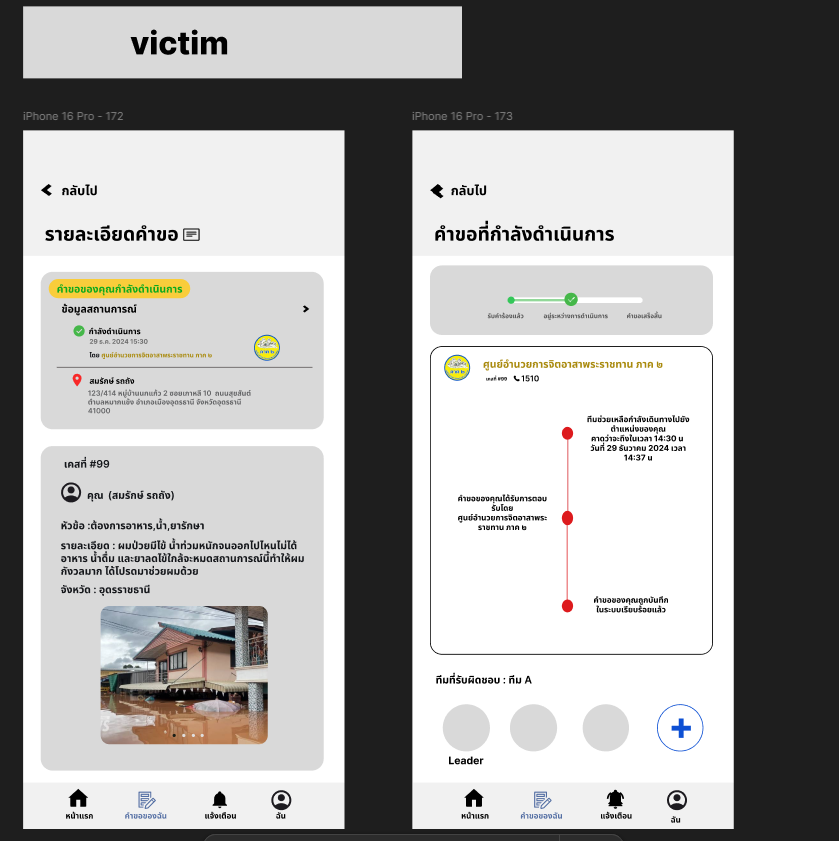 victim
iPhone 16 Pro - 172
กลับไป
รายละเอียดคำขอ
คำขอของคุณกำลังดำเนินการ
ข้อมูลสถานการณ์
กำลังดำเนินการ
29 ธ.ค. 2024 15:30
โดย ศูนย์อำนวยการจิตอาสาพระราชทาน ภาค ๒
สมรักษ์ รถถัง
123/414 หมู่บ้านนกแก้ว 2 ซอยเกาหลี 10 ถนนสุขสันต์
ตำบลหมากแข้ง อำเภอเมืองอุดรธานี จังหวัดอุดรธานี
41000
เคสที่ #99
คุณ (สมรักษ์ รถถัง)
หัวข้อ :ต้องการอาหาร,น้ำ,ยารักษา
รายละเอียด : ผมป่วยมีไข้ น้ำท่วมหนักจนออกไปไหนไม่ได้
อาหาร น้ำดื่ม และยาลดไข้ใกล้จะหมดสถานการณ์นี้ทำให้ผม
กังวลมาก ได้โปรดมาช่วยผมด้วย
จังหวัด : อุดรราชธานี
หน้าแรก
คำขอของฉัน
แจ้งเตือน
ฉัน
iPhone 16 Pro - 173
กลับไป
คำขอที่กำลังดำเนินการ
รับคำร้องแล้ว
อยู่ระหว่างการดำเนินการ
คำขอเสร็จสิ้น
ศูนย์อำนวยการจิตอาสาพระราชทาน ภาค ๒
เคสที่ #99
1510
ทีมช่วยเหลือกำลังเดินทางไปยัง
ตำแหน่งของคุณ
คาดว่าจะถึงในเวลา 14:30 น
วันที่ 29 ธันวาคม 2024 เวลา
14:37 น
คำขอของคุณได้รับการตอบ
รับโดย
ศูนย์อำนวยการจิตอาสาพระ
ราชทาน ภาค ๒
คำขอของคุณถูกบันทึก
ในระบบเรียบร้อยแล้ว
ทีมที่รับผิดชอบ : ทีม A
Leader
หน้าแรก
คำขอของฉัน
แจ้งเตือน
ฉัน